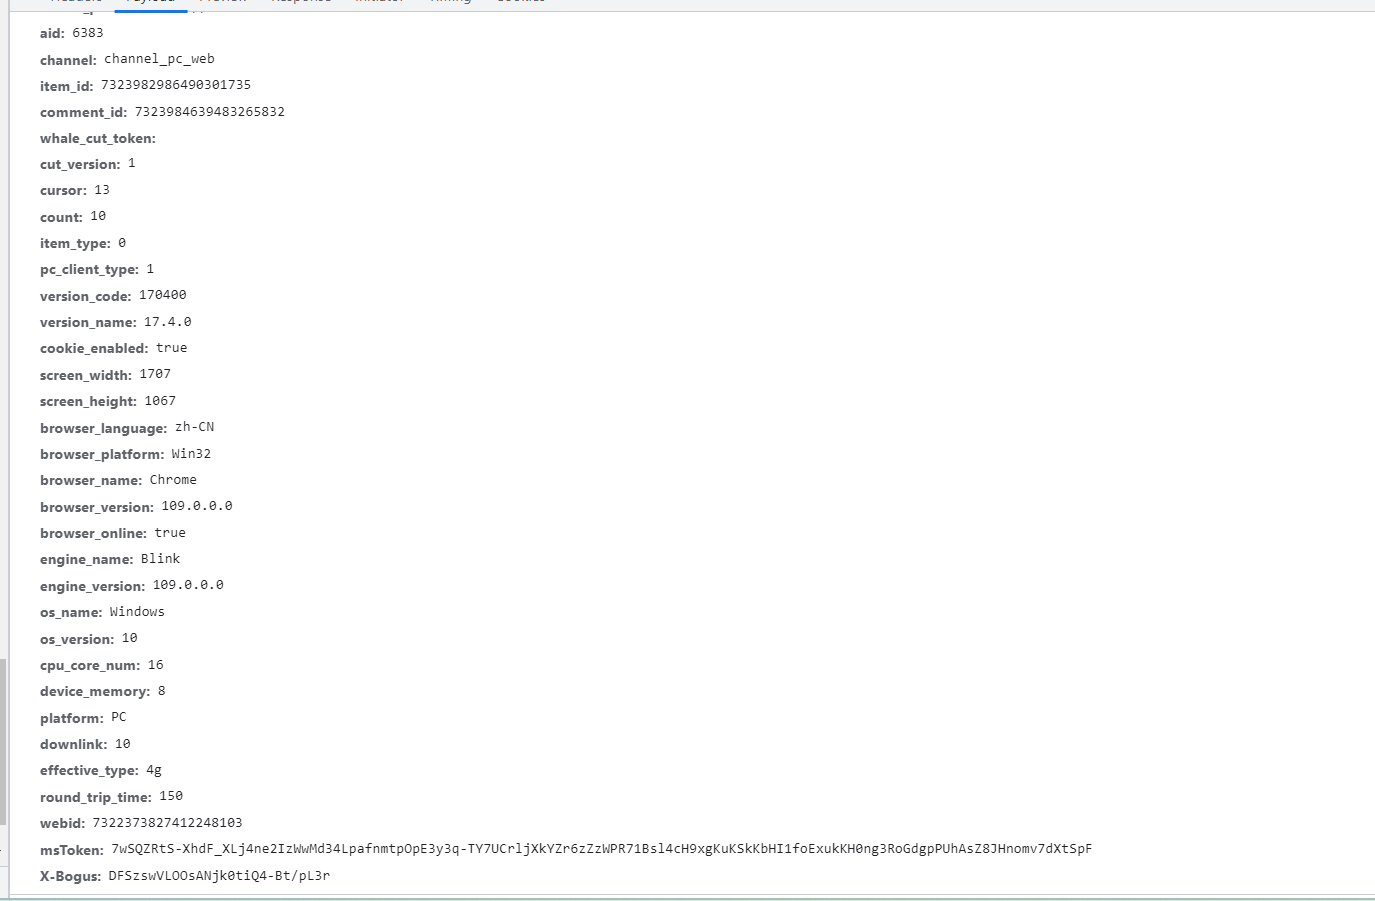 aid: 6383
channel: channel_pc_web
item_id: 7323982986490301735
comment_id: 7323984639483265832
whale_cut_token:
cut_version: 1
cursor: 13
count: 10
item_type: 0
pc_client_type: 1
version_code: 170400
version_name: 17.4.0
cookie_enabled: true
screen_width: 1707
screen_height: 1067
browser_language: zh-CN
browser_platform: Win32
browser_name: Chrome
browser_version: 109.0.0.0
browser_online: true
engine_name: Blink
engine_version: 109.0.0.0
os_name: Windows
os_version: 10
cpu_core_num: 16
device_memory: 8
platform: PC
downlink: 10
effective_type: 4g
round_trip_time: 150
webid: 7322373827412248103
msToken: 7wSQZRtS-XhdF_XLj4ne2IzWwMd34LpafnmtpOpE3y3q-TY7UCrljXkYZr6zZzWPR71Bsl4cH9xgKuKSkKbHI1foExukKH0ng3RoGdgpPUhAsZ8JHnomv7dXtSpF
X-Bogus: DFSzswVLOOsANjk0tiQ4-Bt/pL3r